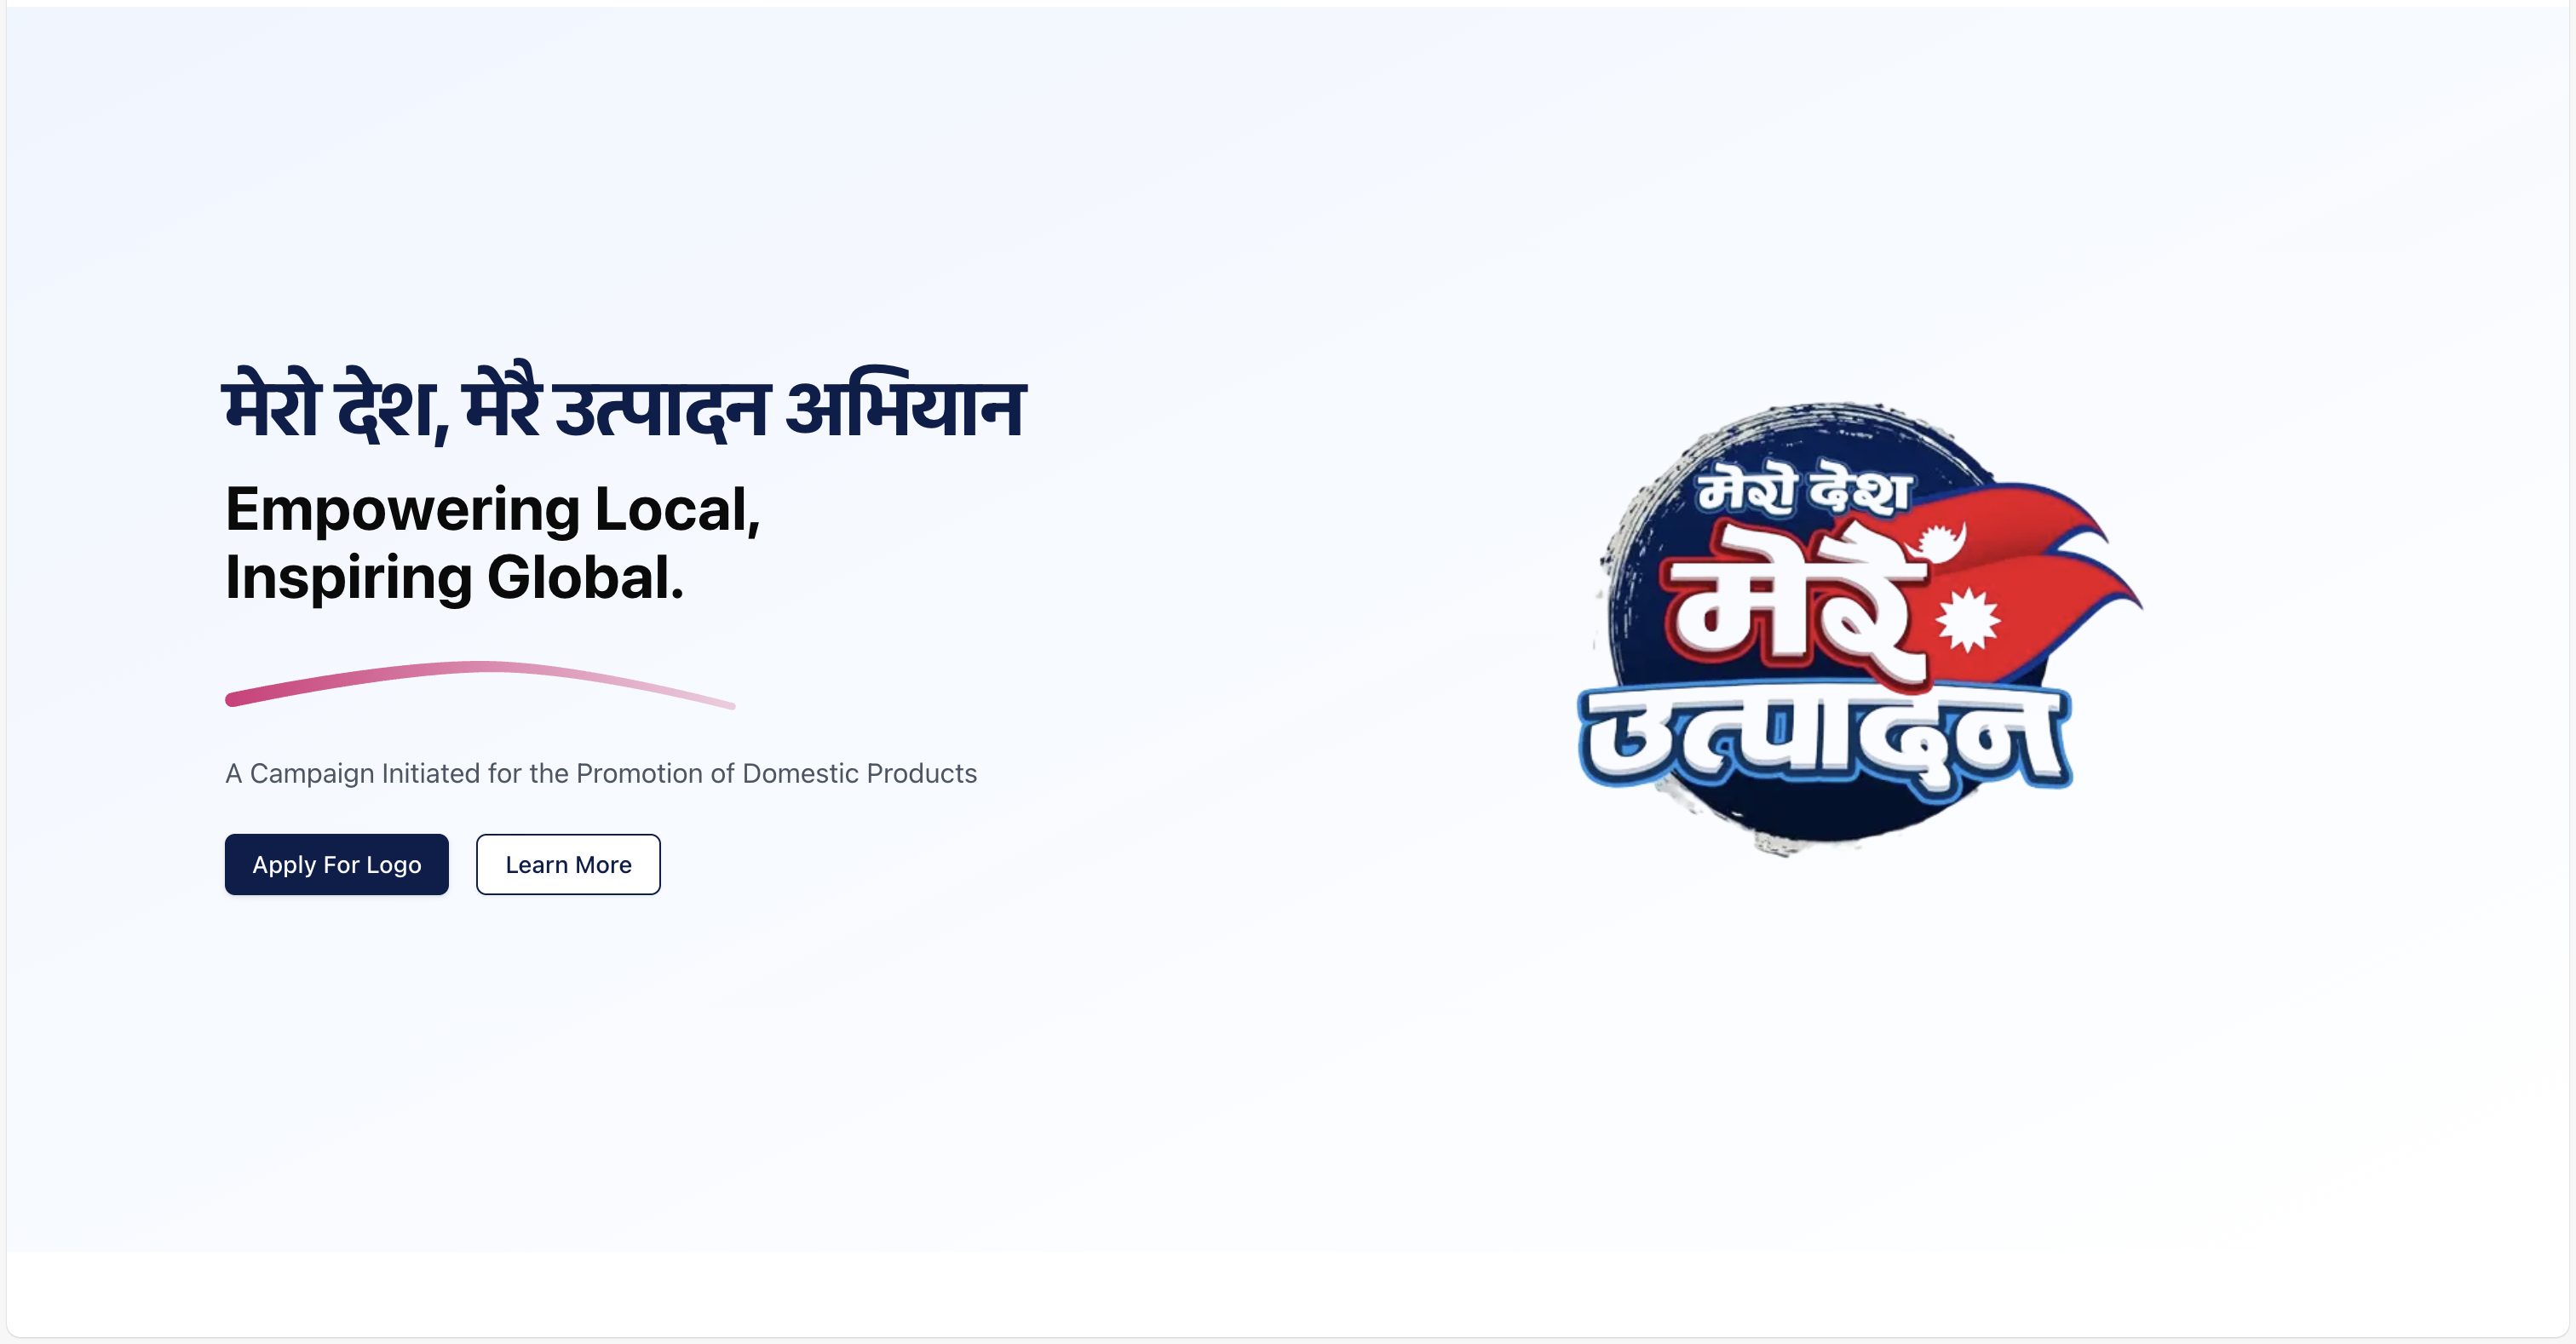 मेरो देश, मेरै उत्पादन अभियान
Empowering Local,
Inspiring Global.
A Campaign Initiated for the Promotion of Domestic Products
Apply For Logo
Learn More
मेरो देश
मेरै
उत्पादन